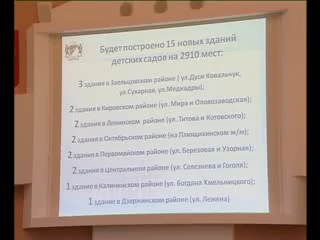 Будет построено 15 новых зданий
детских садов на 2910 мест:
3 здания в Заельцовском районе ( ул.Дуси Ковальчук,
ул.Сухарная, ул.Медкадры);
2 здания в Кировском районе (ул. Мира и Оловозаводская);
2 здания в Ленинском районе (ул. Титова и Котовского);
2 здания в Октябрьском районе (на Плющихинском м/м);
2 здания в Первомайском районе (ул. Березовая и Узорная);
2 здания в Центральном районе (ул. Селезнева и Гоголя);
1 здание в Калининском районе (ул. Богдана Хмельницкого);
1 здание в Дзержинском районе (ул. Лежена)